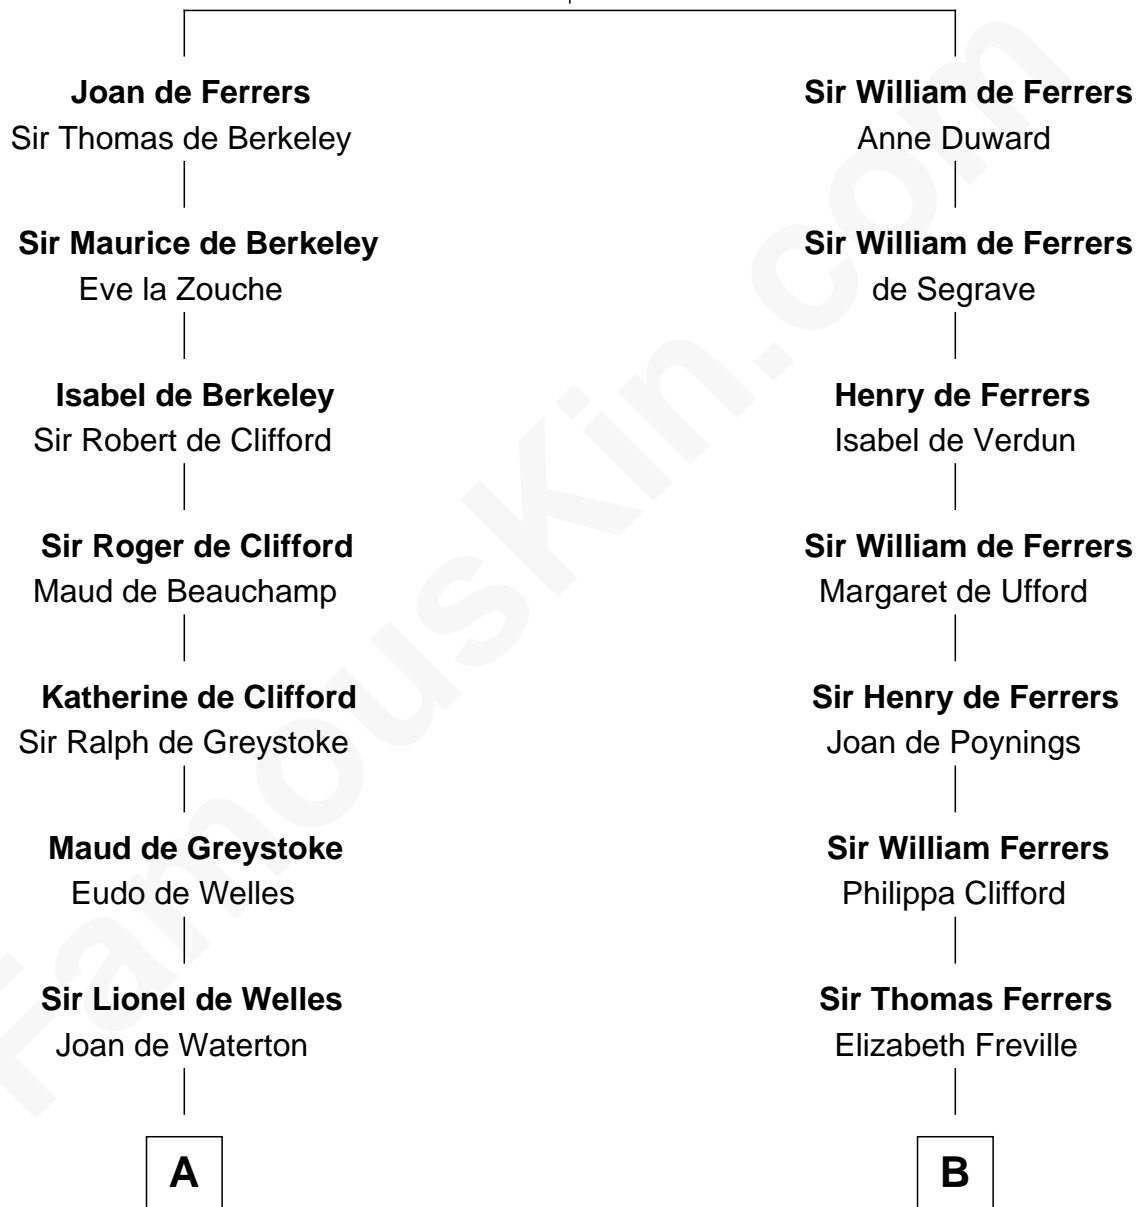 Joan de Ferrers
Sir Thomas de Berkeley
Sir Maurice de Berkeley
Eve la Zouche
Isabel de Berkeley
Sir Robert de Clifford
Sir Roger de Clifford
Maud de Beauchamp
Katherine de Clifford
Sir Ralph de Greystoke
Maud de Greystoke
Eudo de Welles
Sir Lionel de Welles
Joan de Waterton
A
Sir William de Ferrers
Anne Duward
Sir William de Ferrers
de Segrave
Henry de Ferrers
Isabel de Verdun
Sir William de Ferrers
Margaret de Ufford
Sir Henry de Ferrers
Joan de Poynings
Sir William Ferrers
Philippa Clifford
Sir Thomas Ferrers
Elizabeth Freville
B
FamousKin.com